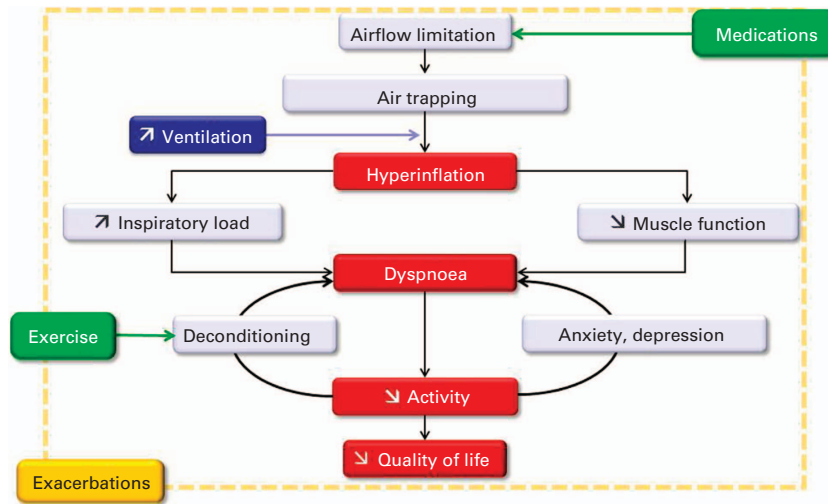 Airflow limitation
Medications
Air trapping
↗ Ventilation
Hyperinflation
↗ Inspiratory load
↘ Muscle function
Dyspnoea
Exercise
Deconditioning
Anxiety, depression
↘ Activity
↘ Quality of life
Exacerbations